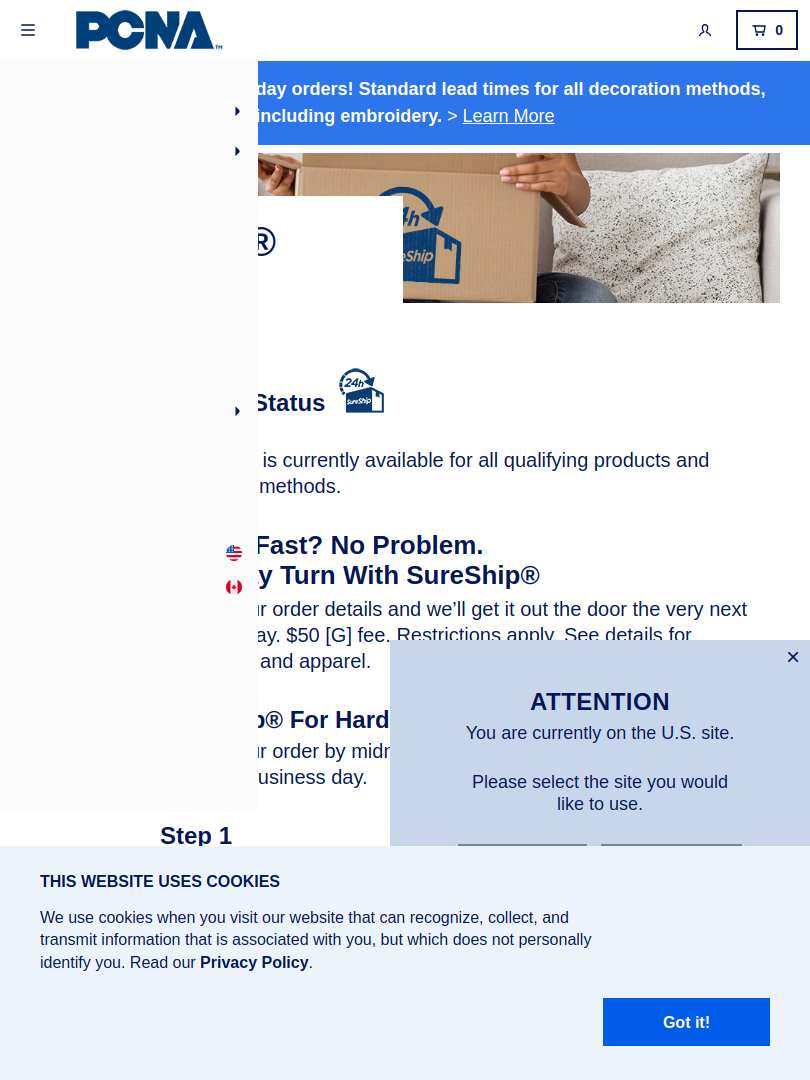 PCNA™
0
day orders! Standard lead times for all decoration methods,
including embroidery. > Learn More
24h
SureShip
®
Status
24h
SureShip
is currently available for all qualifying products and
methods.
Fast? No Problem.
Turn With SureShip®
order details and we’ll get it out the door the very next
$50 [G] fee. Restrictions apply. See details for
and apparel.
® For Hard
order by midn
business day.
Step 1
×
ATTENTION
You are currently on the U.S. site.
Please select the site you would
like to use.
THIS WEBSITE USES COOKIES
We use cookies when you visit our website that can recognize, collect, and
transmit information that is associated with you, but which does not personally
identify you. Read our Privacy Policy.
Got it!